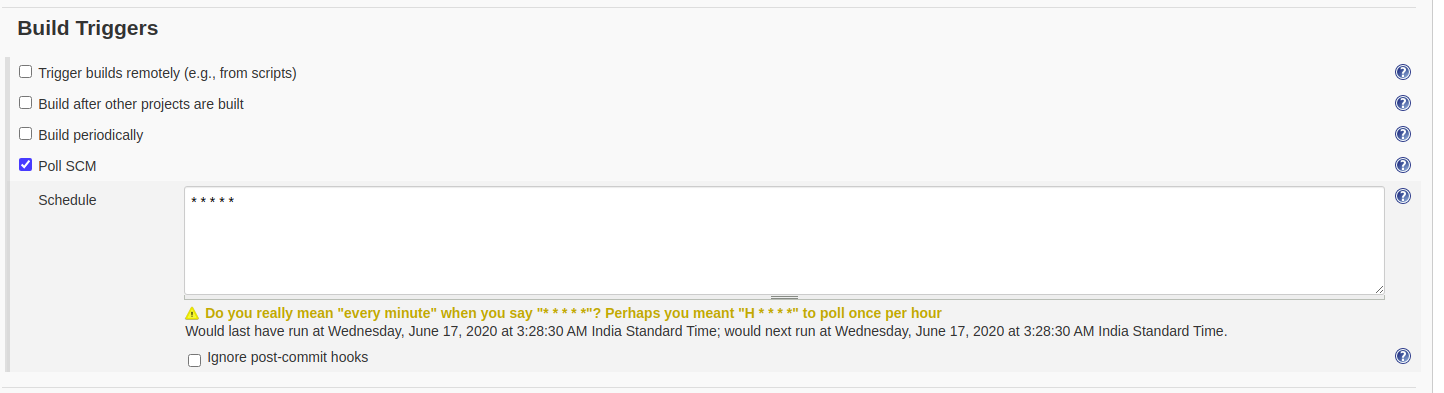 Build Triggers
Trigger builds remotely (e.g., from scripts)
Build after other projects are built
Build periodically
Poll SCM
Schedule
* * * * *
Do you really mean "every minute" when you say "* * * * *"? Perhaps you meant "H * * * *" to poll once per hour
Would last have run at Wednesday, June 17, 2020 at 3:28:30 AM India Standard Time; would next run at Wednesday, June 17, 2020 at 3:28:30 AM India Standard Time.
Ignore post-commit hooks